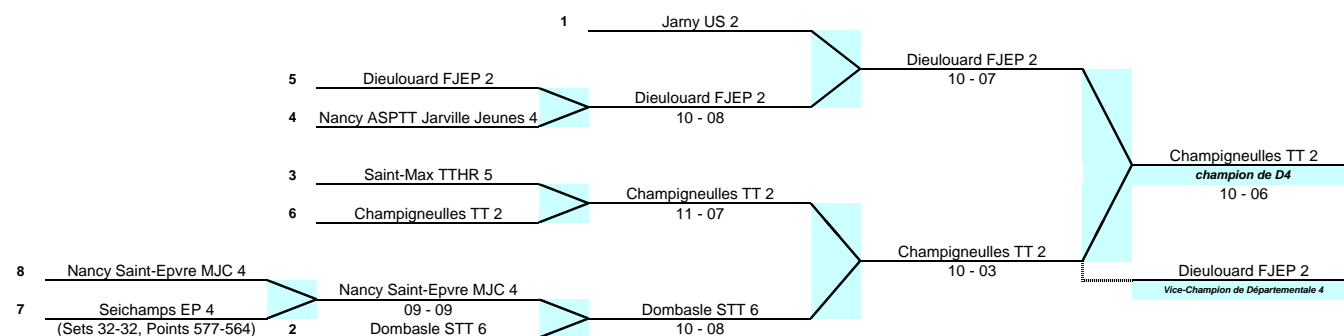 1 Jarny US 2
Dieulouard FJEP 2
5 Dieulouard FJEP 2
10 - 07
Dieulouard FJEP 2
4 Nancy ASPTT Jarville Jeunes 4
10 - 08
Champigneulles TT 2
3 Saint-Max TTHR 5
champion de D4
Champigneulles TT 2
10 - 06
6 Champigneulles TT 2
11 - 07
Champigneulles TT 2
8 Nancy Saint-Epvre MJC 4
10 - 03
Dieulouard FJEP 2
Nancy Saint-Epvre MJC 4
Vice-Champion de Départementale 4
7 Seichamps EP 4
09 - 09
Dombasle STT 6
(Sets 32-32, Points 577-564)
2 Dombasle STT 6
10 - 08